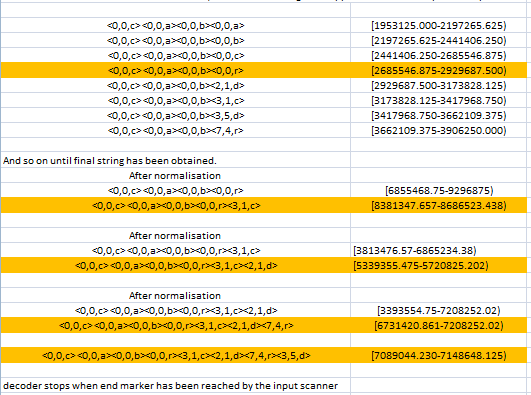 <0,0,c><0,0,a><0,0,b><0,0,a> [1953125.000-2197265.625)
<0,0,c><0,0,a><0,0,b><0,0,b> [2197265.625-2441406.250)
<0,0,c><0,0,a><0,0,b><0,0,c> [2441406.250-2685546.875)
<0,0,c><0,0,a><0,0,b><0,0,r> [2685546.875-2929687.500)
<0,0,c><0,0,a><0,0,b><2,1,d> [2929687.500-3173828.125)
<0,0,c><0,0,a><0,0,b><3,1,c> [3173828.125-3417968.750)
<0,0,c><0,0,a><0,0,b><3,5,d> [3417968.750-3662109.375)
<0,0,c><0,0,a><0,0,b><7,4,r> [3662109.375-3906250.000)
And so on until final string has been obtained.
After normalisation
<0,0,c><0,0,a><0,0,b><0,0,r> [6855468.75-9296875)
<0,0,c><0,0,a><0,0,b><0,0,r><3,1,c> [8381347.657-8686523.438)
After normalisation
<0,0,c><0,0,a><0,0,b><0,0,r><3,1,c> [3813476.57-6865234.38)
<0,0,c><0,0,a><0,0,b><0,0,r><3,1,c><2,1,d> [5339355.475-5720825.202)
After normalisation
<0,0,c><0,0,a><0,0,b><0,0,r><3,1,c><2,1,d> [3393554.75-7208252.02)
<0,0,c><0,0,a><0,0,b><0,0,r><3,1,c><2,1,d><7,4,r> [6731420.861-7208252.02)
<0,0,c><0,0,a><0,0,b><0,0,r><3,1,c><2,1,d><7,4,r><3,5,d> [7089044.230-7148648.125)
decoder stops when end marker has been reached by the input scanner